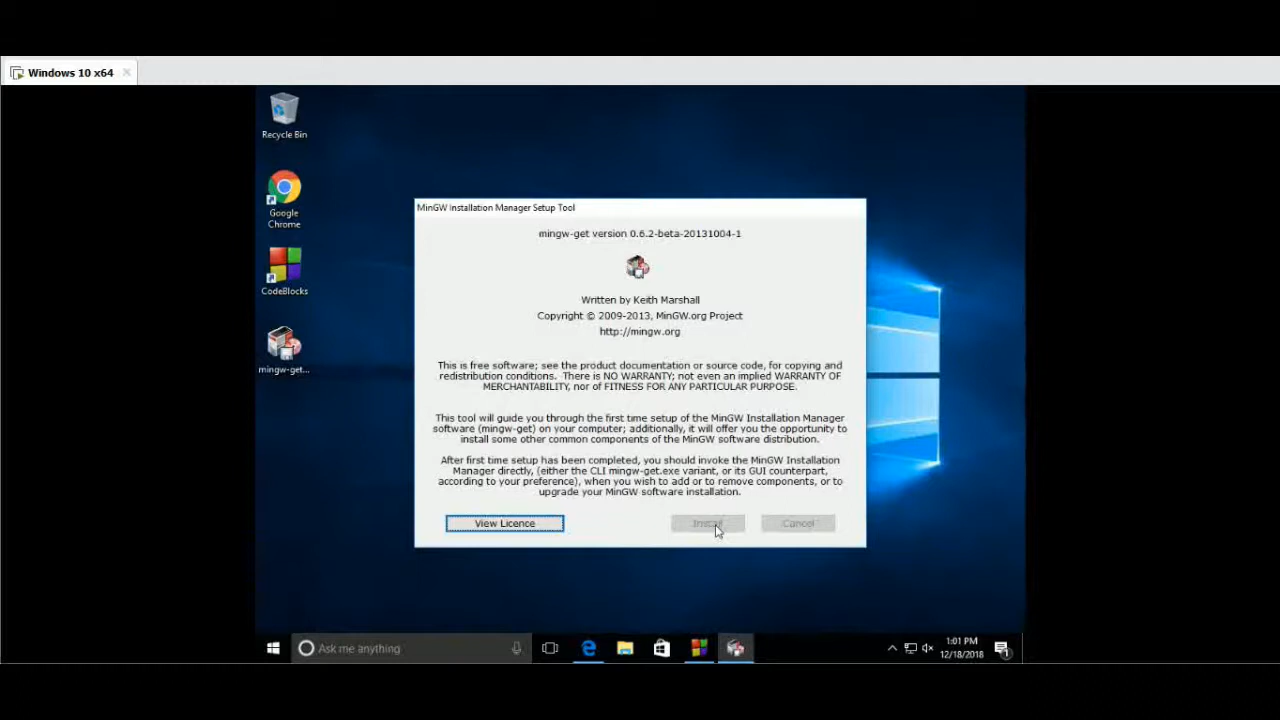 Windows 10 x64
Recycle Bin
Google
Chrome
CodeBlocks
mingw-get...
MinGW Installation Manager Setup Tool
mingw-get version 0.6.2-beta-20131004-1
Written by Keith Marshall
Copyright © 2009-2013, MinGW.org Project
http://mingw.org
This is free software; see the product documentation or source code, for copying and
redistribution conditions. There is NO WARRANTY; not even an implied WARRANTY OF
MERCHANTABILITY, nor of FITNESS FOR ANY PARTICULAR PURPOSE.
This tool will guide you through the first time setup of the MinGW Installation Manager
software (mingw-get) on your computer; additionally, it will offer you the opportunity to
install some other common components of the MinGW software distribution.
After first time setup has been completed, you should invoke the MinGW Installation
Manager directly, (either the CLI mingw-get.exe variant, or its GUI counterpart,
according to your preference), when you wish to add or to remove components, or to
upgrade your MinGW software installation.
View Licence
Install
Cancel
Ask me anything
1:01 PM
12/18/2018
1